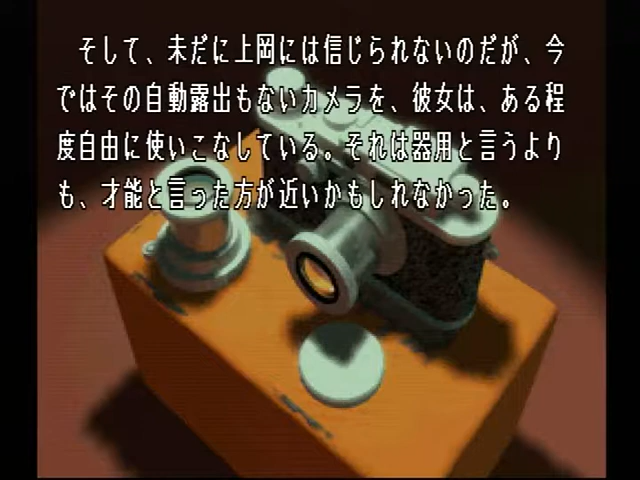 そして、未だに上岡には信じられないのだが、今
ではその自動露出もないカメラを、彼女は、ある程
度自由に使いこなしている。それは器用と言うより
も、才能と言った方が近いかもしれなかった。